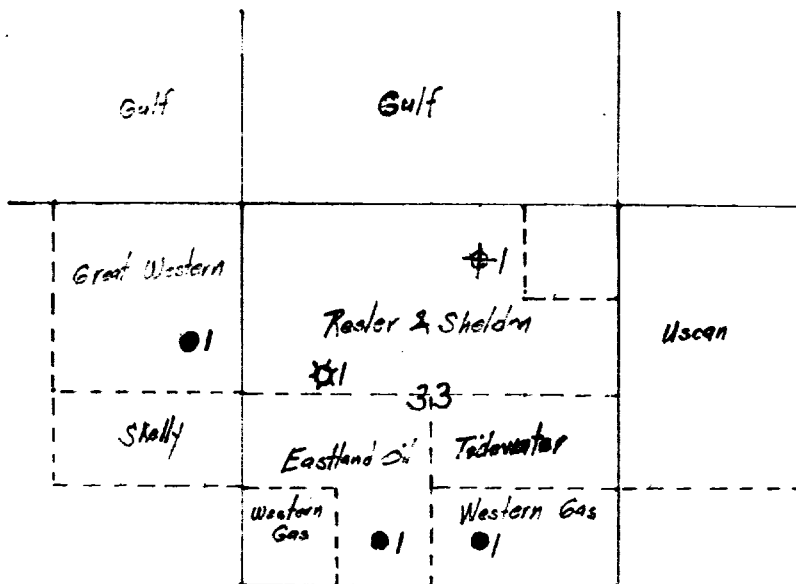 Gulf
Gulf
1
Great Western
1
Resler & Sheldon
Uscan
1
33
Skelly
Eastland Oil
Tidewater
Western
Gas
1
Western Gas
1